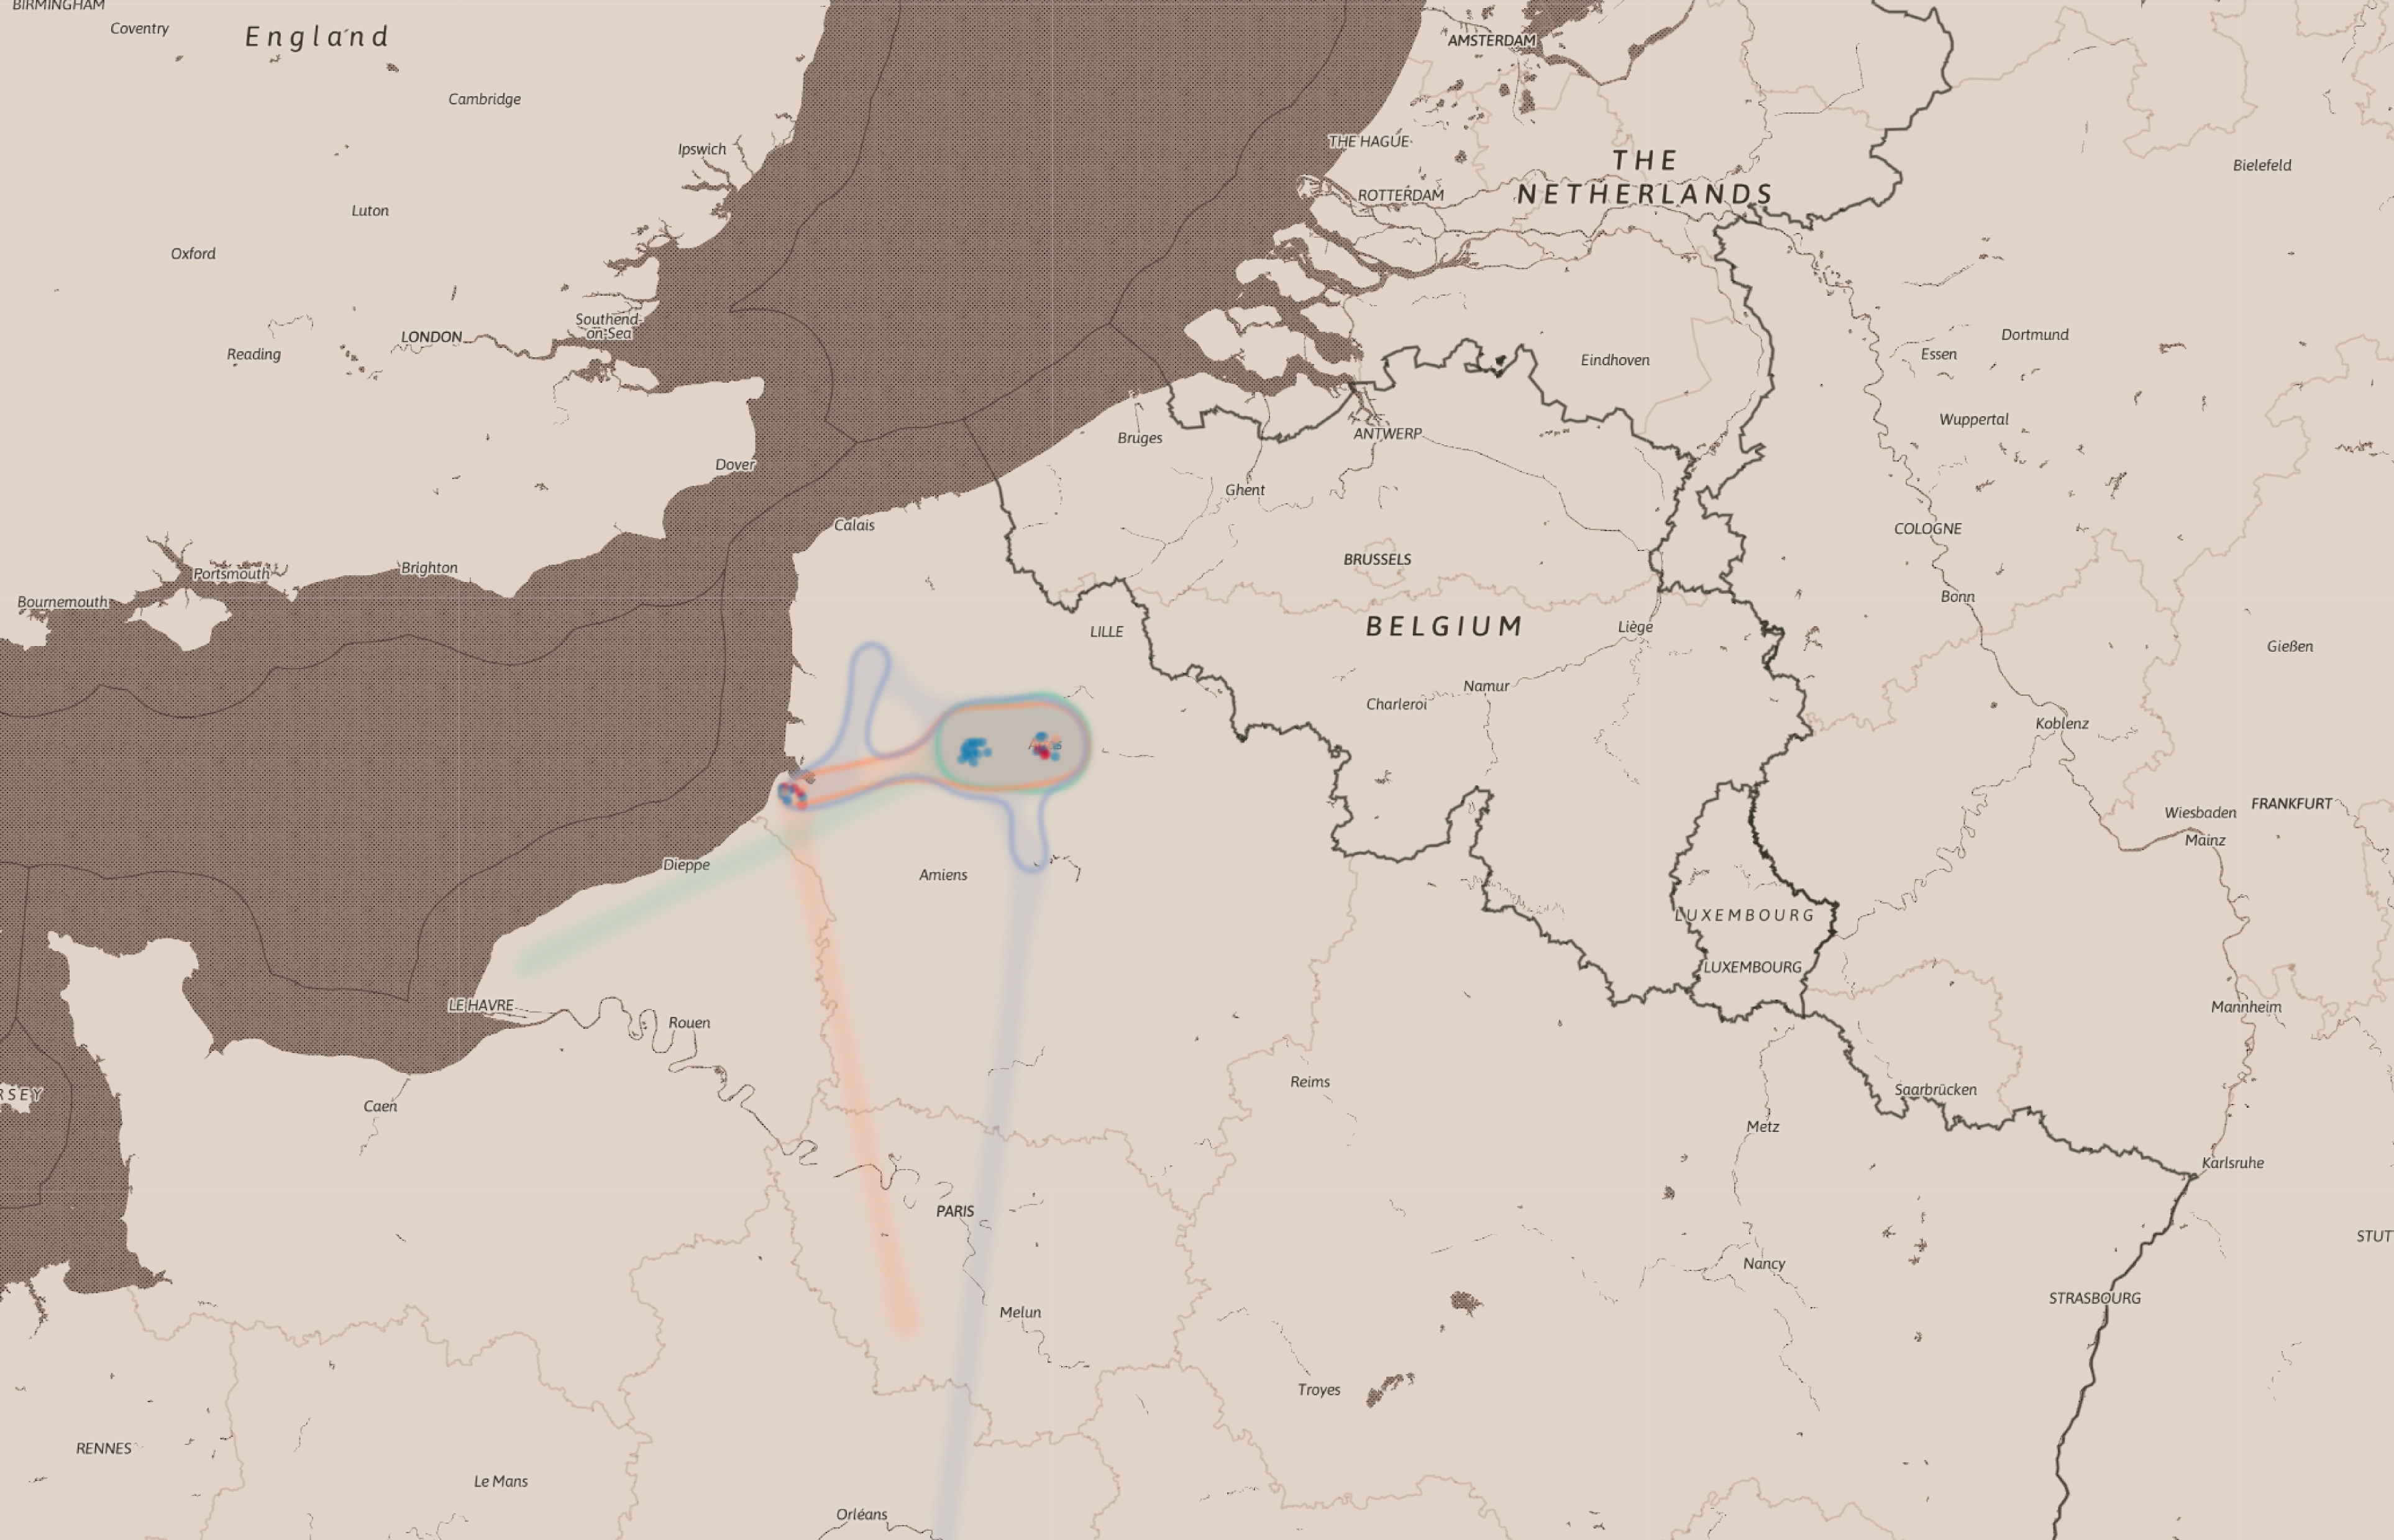 BIRMINGHAM
Coventry
England
AMSTERDAM
Cambridge
THE HAGUE
Ipswich
THE
NETHERLANDS
Bielefeld
ROTTERDAM
Luton
Oxford
Southend-
on-Sea
LONDON
Reading
Dortmund
Essen
Eindhoven
Wuppertal
Bruges
ANTWERP
Dover
Ghent
Calais
COLOGNE
BRUSSELS
Brighton
Portsmouth
Bournemouth
Bonn
BELGIUM
LILLE
Liège
Gießen
Namur
Charleroi
Koblenz
Wiesbaden
FRANKFURT
Mainz
Dieppe
Amiens
LUXEMBOURG
LUXEMBOURG
LE HAVRE
Rouen
Mannheim
Reims
Saarbrücken
RSEY
Caen
Metz
Karlsruhe
PARIS
STUT
Nancy
STRASBOURG
Melun
Troyes
RENNES
Le Mans
Orléans